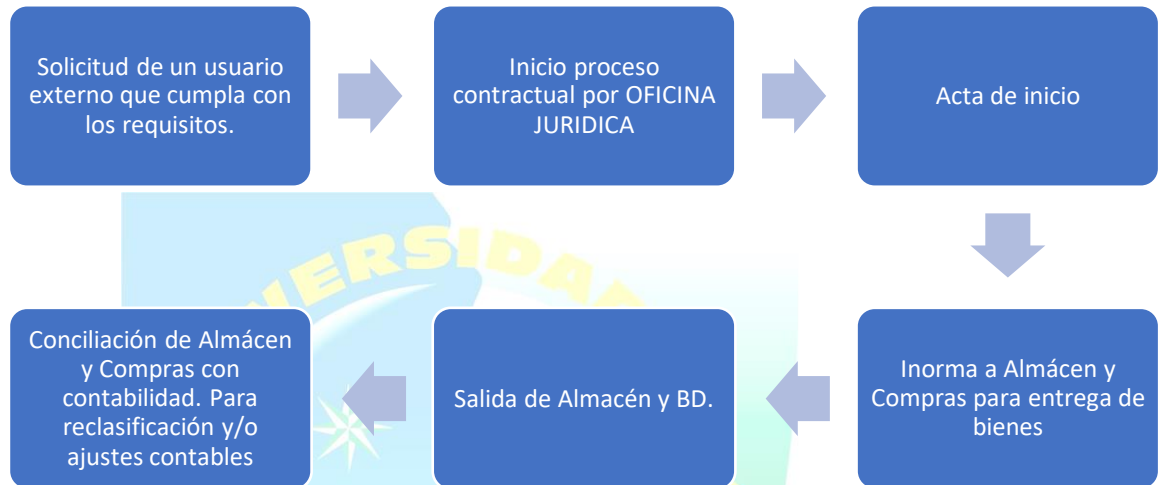 Solicitud de un usuario
externo que cumpla con
los requisitos.
Inicio proceso
contractual por OFICINA
JURIDICA
Acta de inicio
Inorma a Almácen y
Compras para entrega de
bienes
Salida de Almacén y BD.
Conciliación de Almácen
y Compras con
contabilidad. Para
reclasificación y/o
ajustes contables